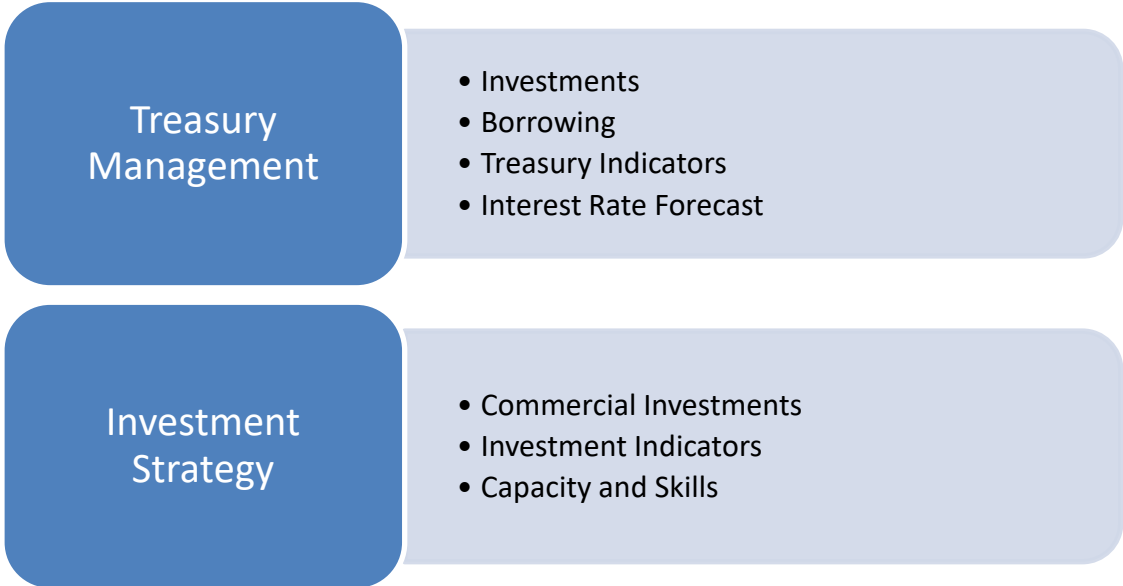 Treasury
Management
• Investments
• Borrowing
• Treasury Indicators
• Interest Rate Forecast
Investment
Strategy
• Commercial Investments
• Investment Indicators
• Capacity and Skills